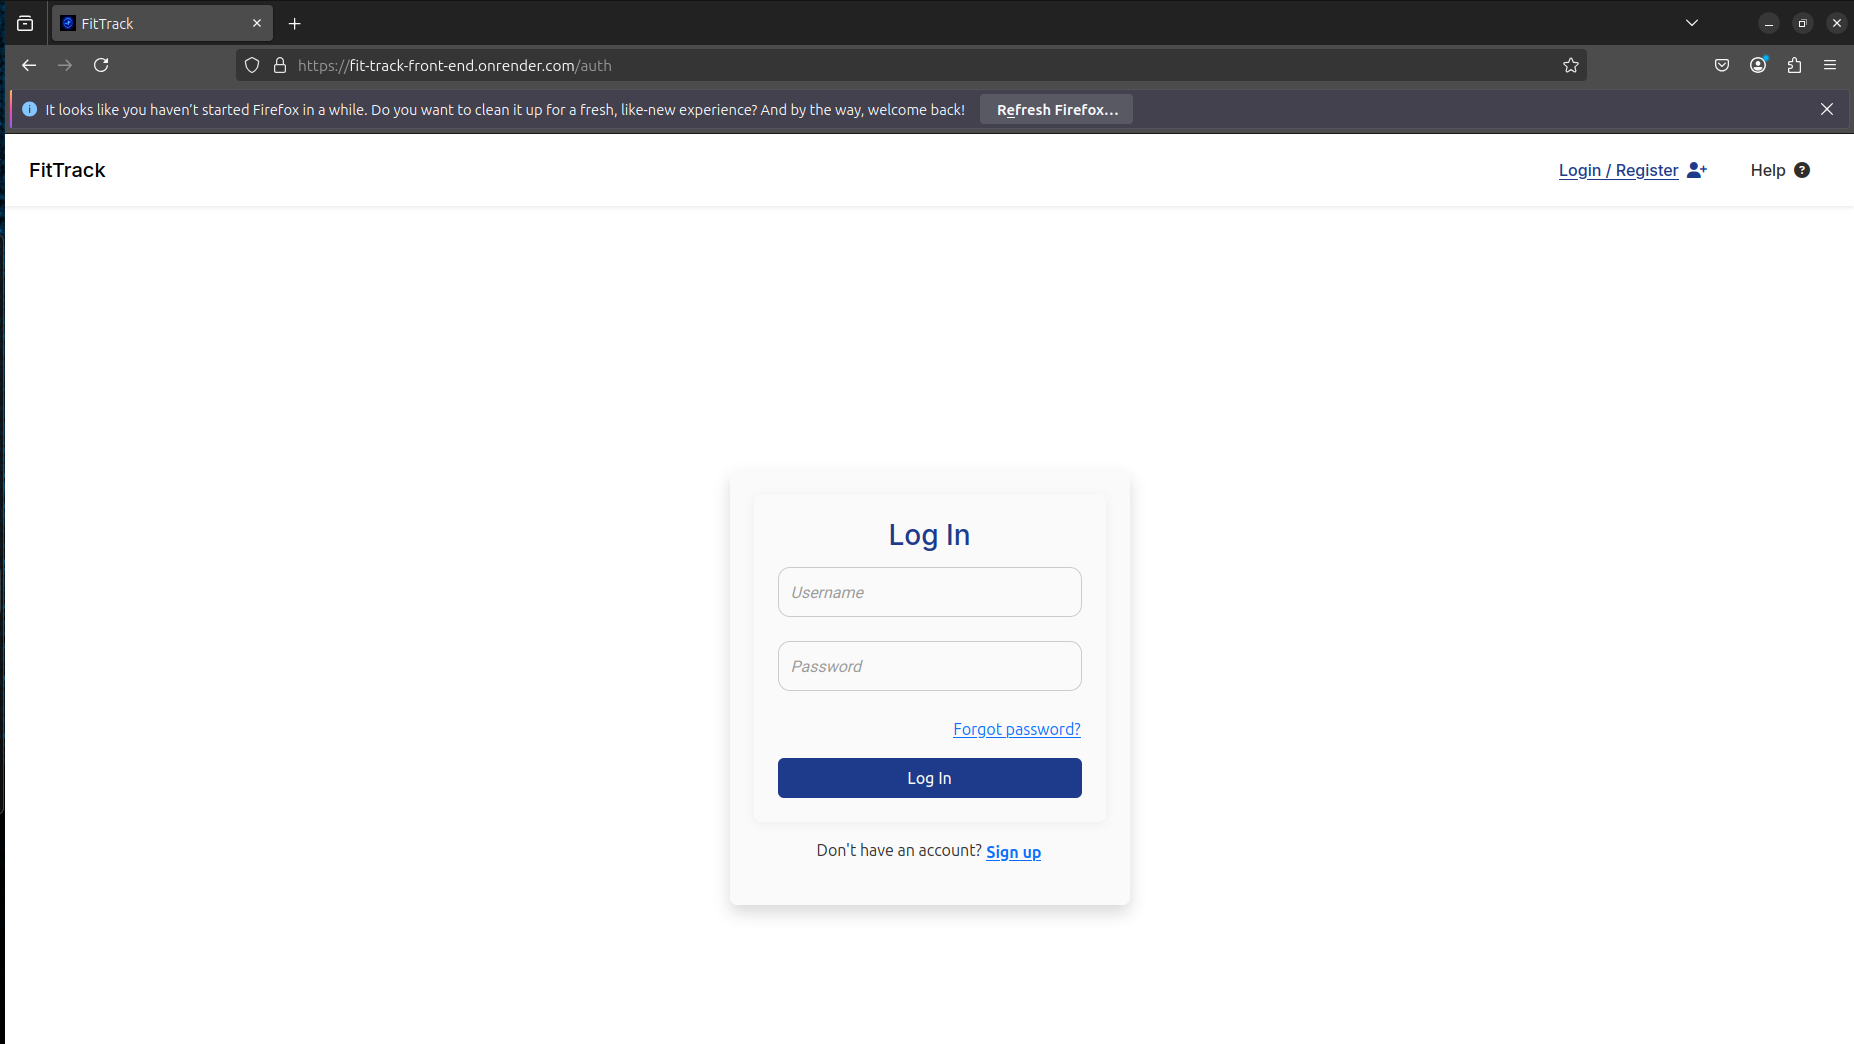 FitTrack
https://fit-track-front-end.onrender.com/auth
It looks like you haven't started Firefox in a while. Do you want to clean it up for a fresh, like-new experience? And by the way, welcome back! Refresh Firefox...
FitTrack Login / Register Help
Log In
Username
Password
Forgot password?
Log In
Don't have an account? Sign up